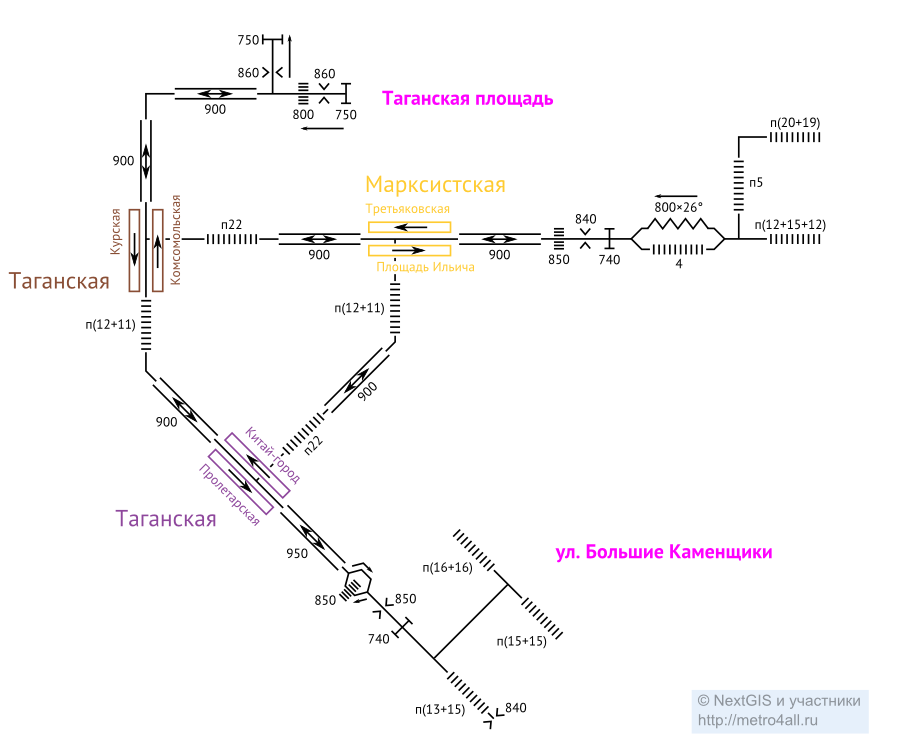 750
860
860
900
800
750
Таганская площадь
900
п(20+19)
Марксистская
Третьяковская
800×26°
п5
Курская
Комсомольская
п22
840
п(12+15+12)
900
900
850
740
4
Площадь Ильича
Таганская
п(12+11)
п(12+11)
900
900
Китай-город
п22
Пролетарская
Таганская
950
ул. Большие Каменщики
п(16+16)
850
850
740
п(15+15)
п(13+15)
840
© NextGIS и участники
http://metro4all.ru